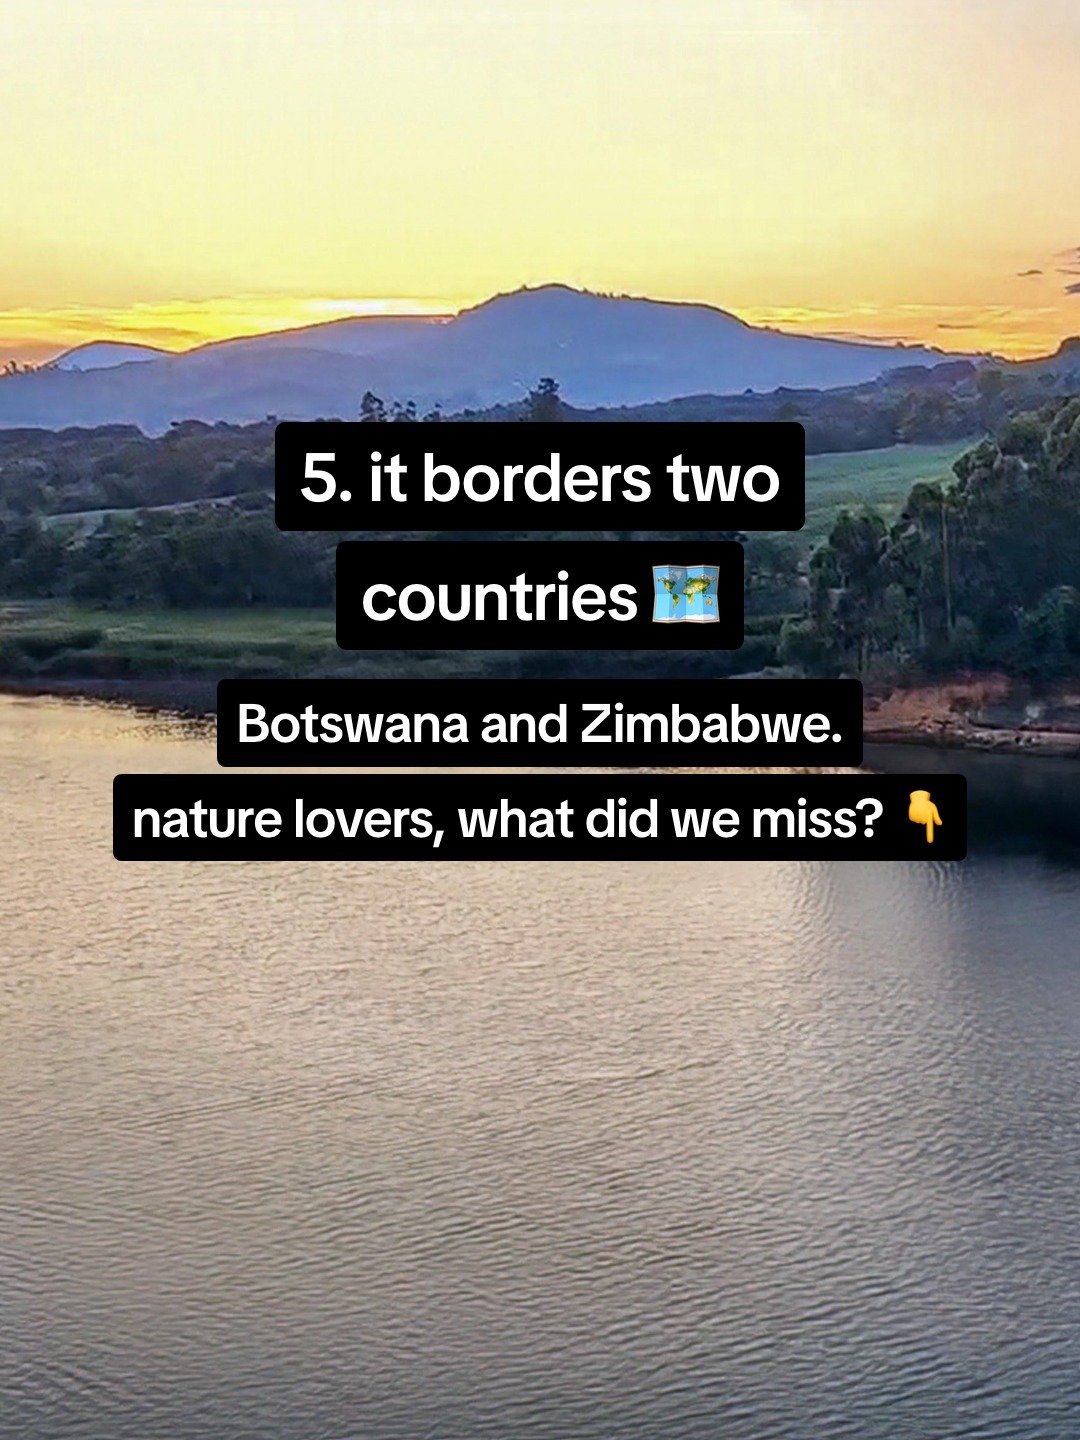 5. it borders two
countries 🗺️
Botswana and Zimbabwe.
nature lovers, what did we miss? 👇